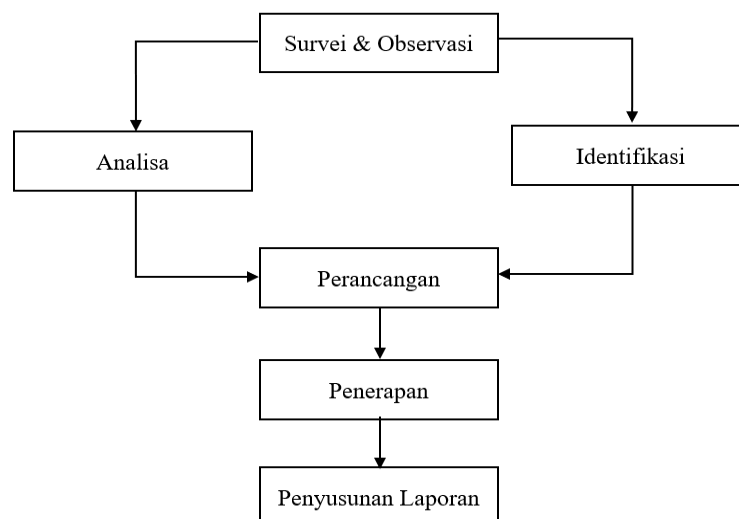 Survei & Observasi
Analisa
Identifikasi
Perancangan
Penerapan
Penyusunan Laporan